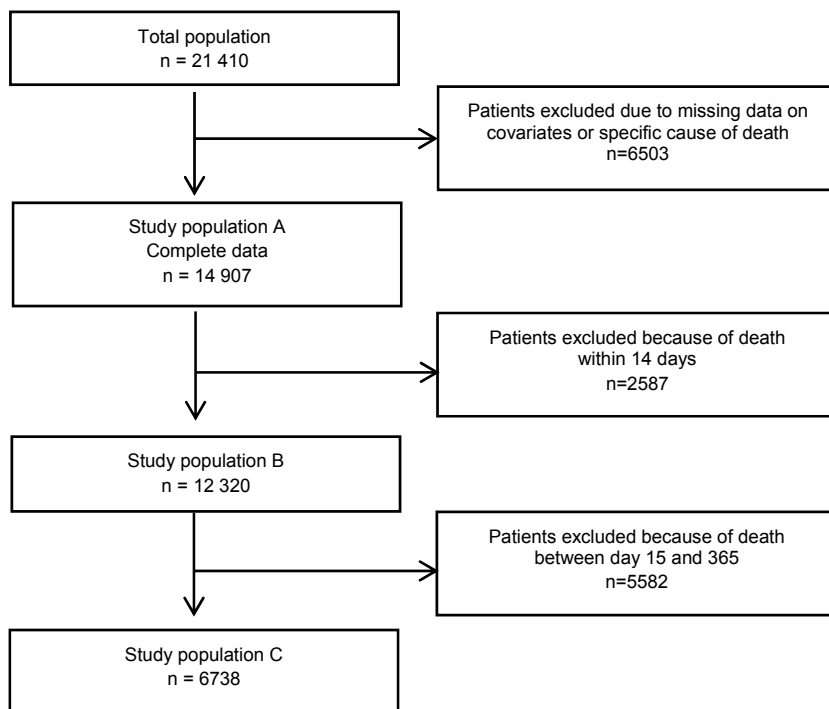 Total population
n = 21 410
Patients excluded due to missing data on
covariates or specific cause of death
n=6503
Study population A
Complete data
n = 14 907
Patients excluded because of death
within 14 days
n=2587
Study population B
n = 12 320
Patients excluded because of death
between day 15 and 365
n=5582
Study population C
n = 6738